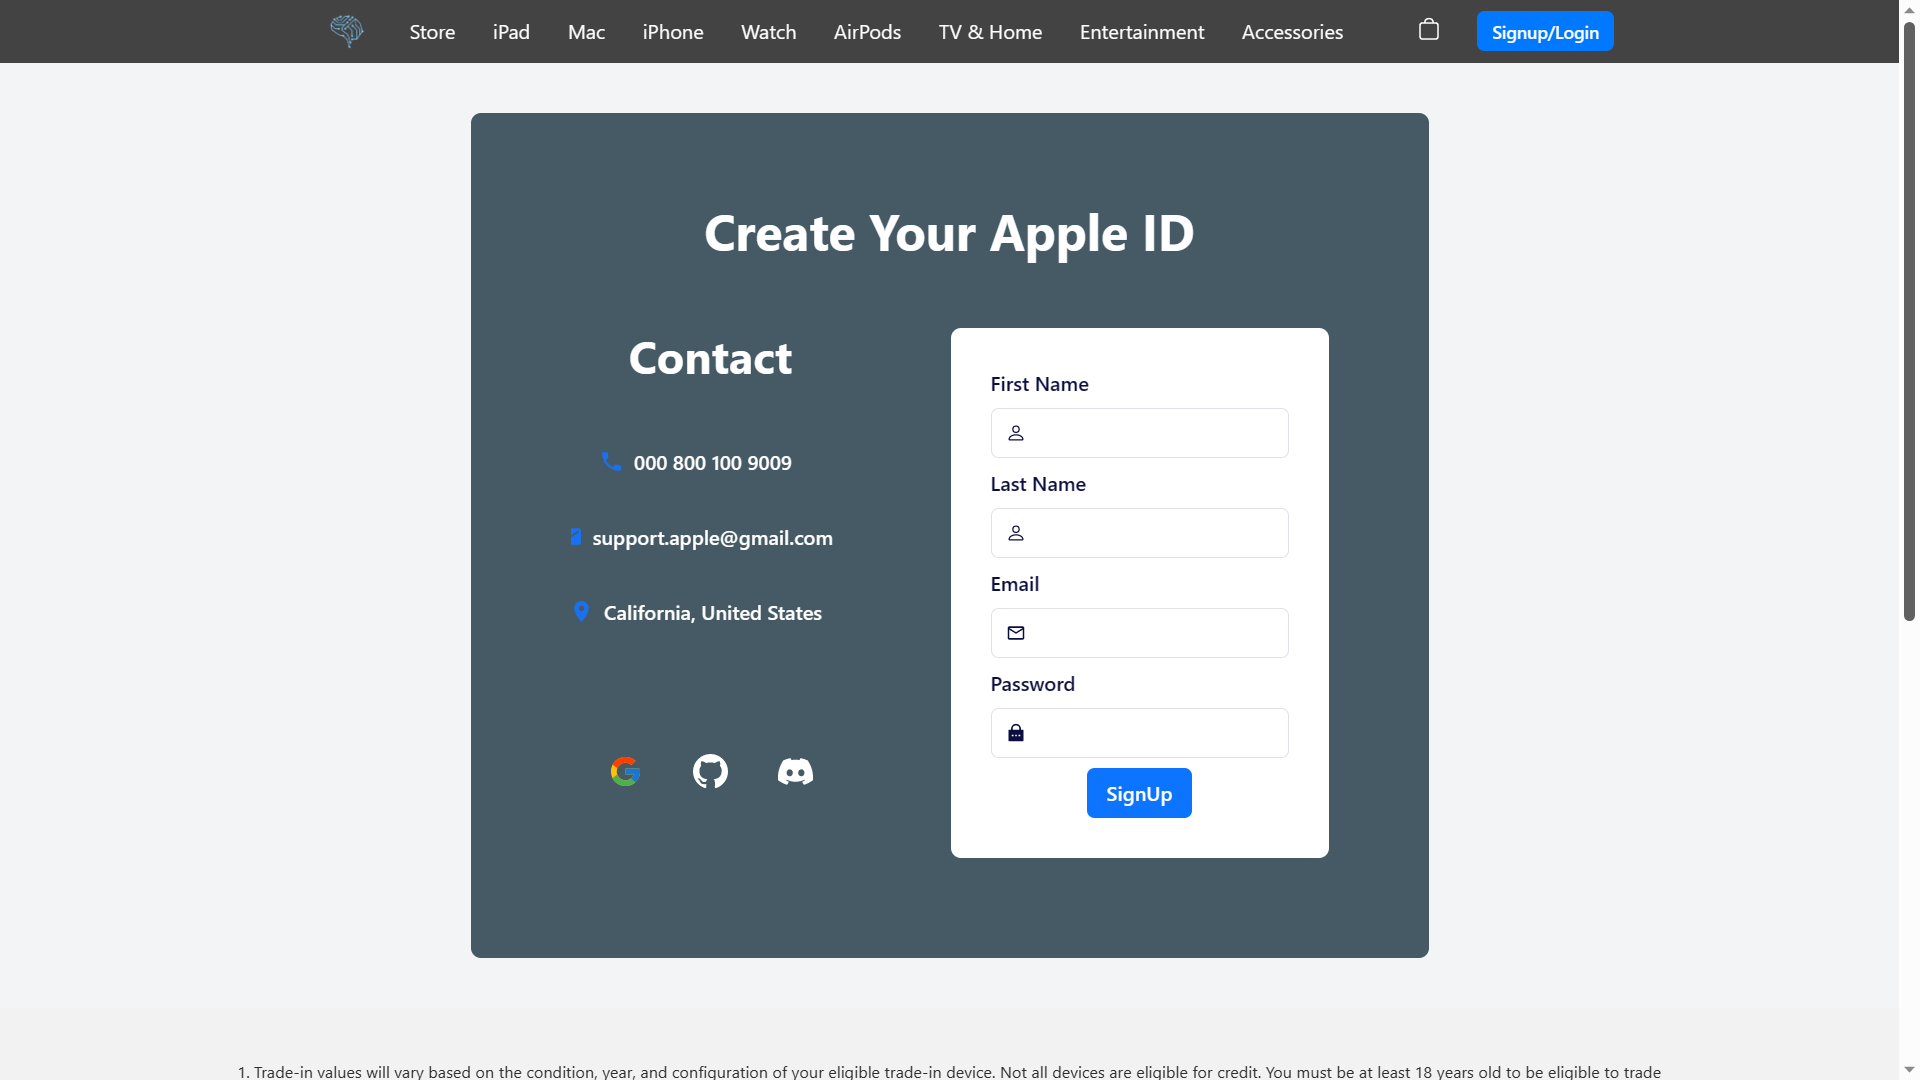 Store iPad Mac iPhone Watch AirPods TV & Home Entertainment Accessories Signup/Login
Create Your Apple ID
Contact
000 800 100 9009
support.apple@gmail.com
California, United States
First Name
Last Name
Email
Password
SignUp
1. Trade-in values will vary based on the condition, year, and configuration of your eligible trade-in device. Not all devices are eligible for credit. You must be at least 18 years old to be eligible to trade